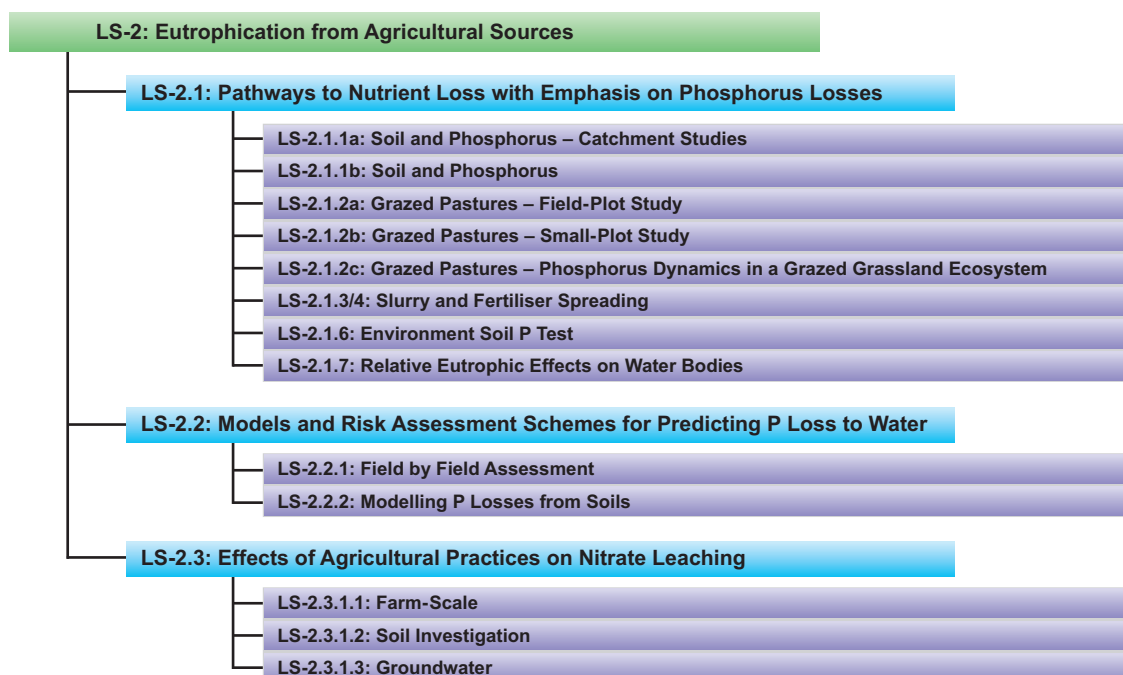 LS-2: Eutrophication from Agricultural Sources
LS-2.1: Pathways to Nutrient Loss with Emphasis on Phosphorus Losses
LS-2.1.1a: Soil and Phosphorus – Catchment Studies
LS-2.1.1b: Soil and Phosphorus
LS-2.1.2a: Grazed Pastures – Field-Plot Study
LS-2.1.2b: Grazed Pastures – Small-Plot Study
LS-2.1.2c: Grazed Pastures – Phosphorus Dynamics in a Grazed Grassland Ecosystem
LS-2.1.3/4: Slurry and Fertiliser Spreading
LS-2.1.6: Environment Soil P Test
LS-2.1.7: Relative Eutrophic Effects on Water Bodies
LS-2.2: Models and Risk Assessment Schemes for Predicting P Loss to Water
LS-2.2.1: Field by Field Assessment
LS-2.2.2: Modelling P Losses from Soils
LS-2.3: Effects of Agricultural Practices on Nitrate Leaching
LS-2.3.1.1: Farm-Scale
LS-2.3.1.2: Soil Investigation
LS-2.3.1.3: Groundwater